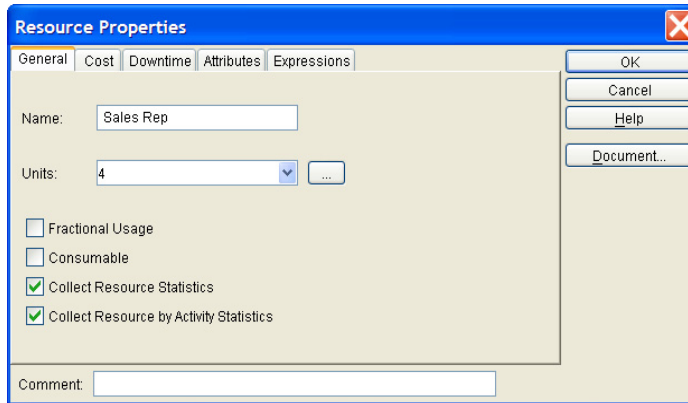 Resource Properties
General Cost Downtime Attributes Expressions
OK
Cancel
Help
Document...
Name: Sales Rep
Units: 4 ...
Fractional Usage
Consumable
Collect Resource Statistics
Collect Resource by Activity Statistics
Comment: